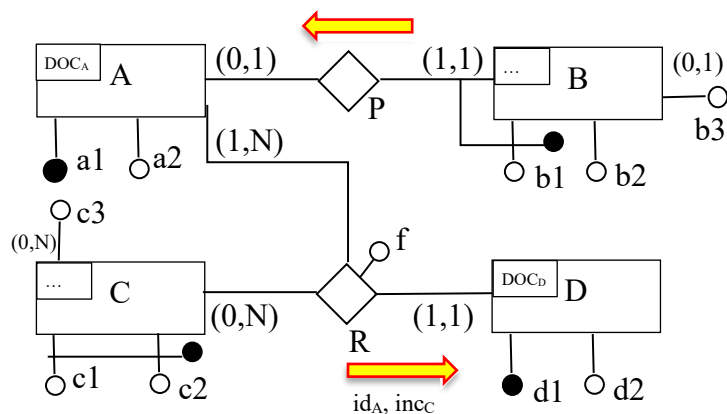 DOCA
A
(0,1)
P
(1,1)
...
B
(0,1)
b3
a1
a2
(1,N)
b1
b2
c3
(0,N)
f
...
C
(0,N)
R
(1,1)
DOCD
D
c1
c2
d1
d2
idA, incC